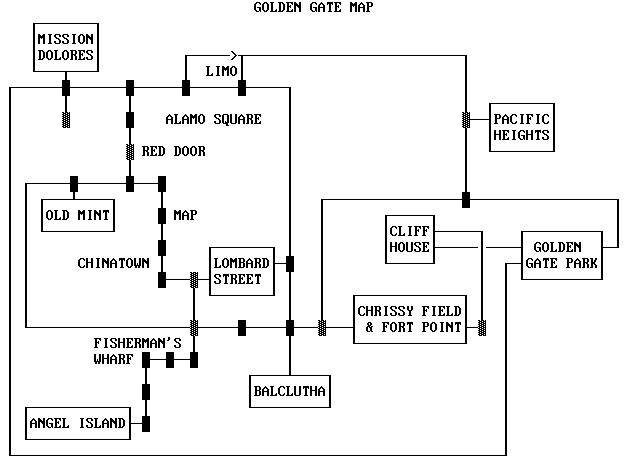 GOLDEN GATE MAP
MISSION
DOLORES
LIMO
ALAMO SQUARE
PACIFIC
HEIGHTS
RED DOOR
OLD MINT
MAP
CLIFF
HOUSE
GOLDEN
GATE PARK
CHINATOWN
LOMBARD
STREET
CHRISSY FIELD
& FORT POINT
FISHERMAN'S
WHARF
BALCLUTHA
ANGEL ISLAND